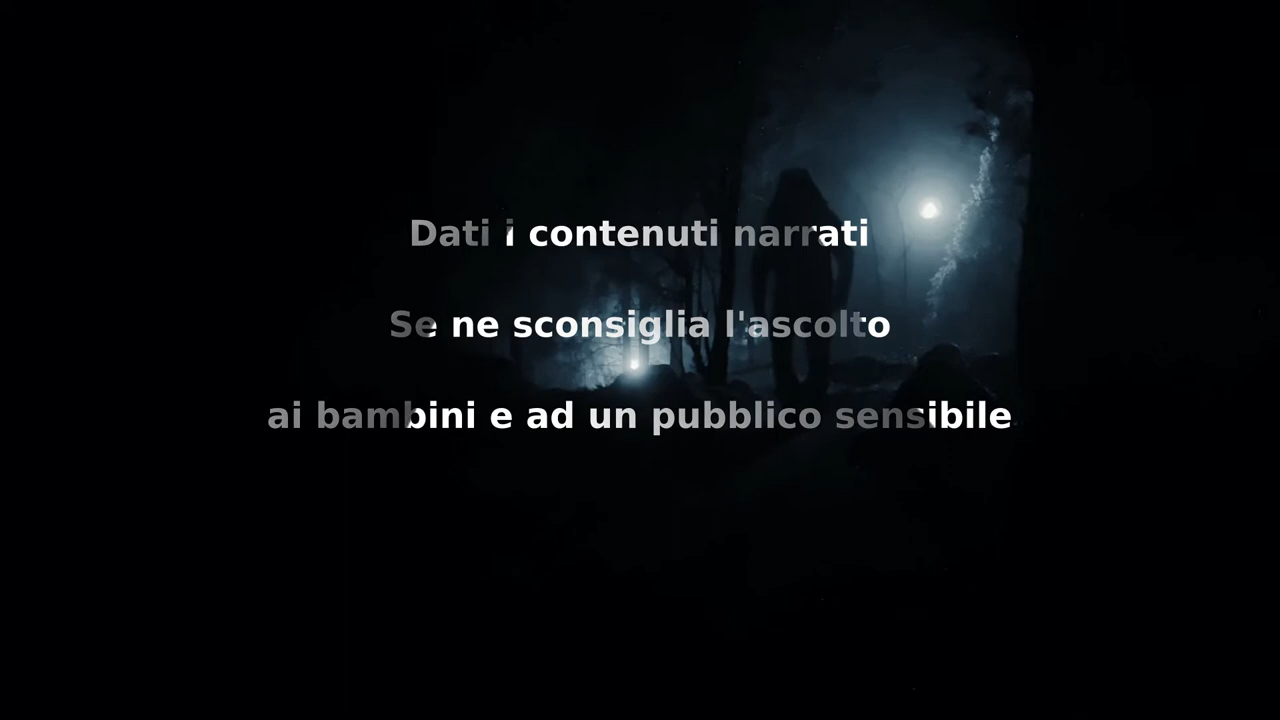 Dati i contenuti narrati
Se ne sconsiglia l'ascolto
ai bambini e ad un pubblico sensibile